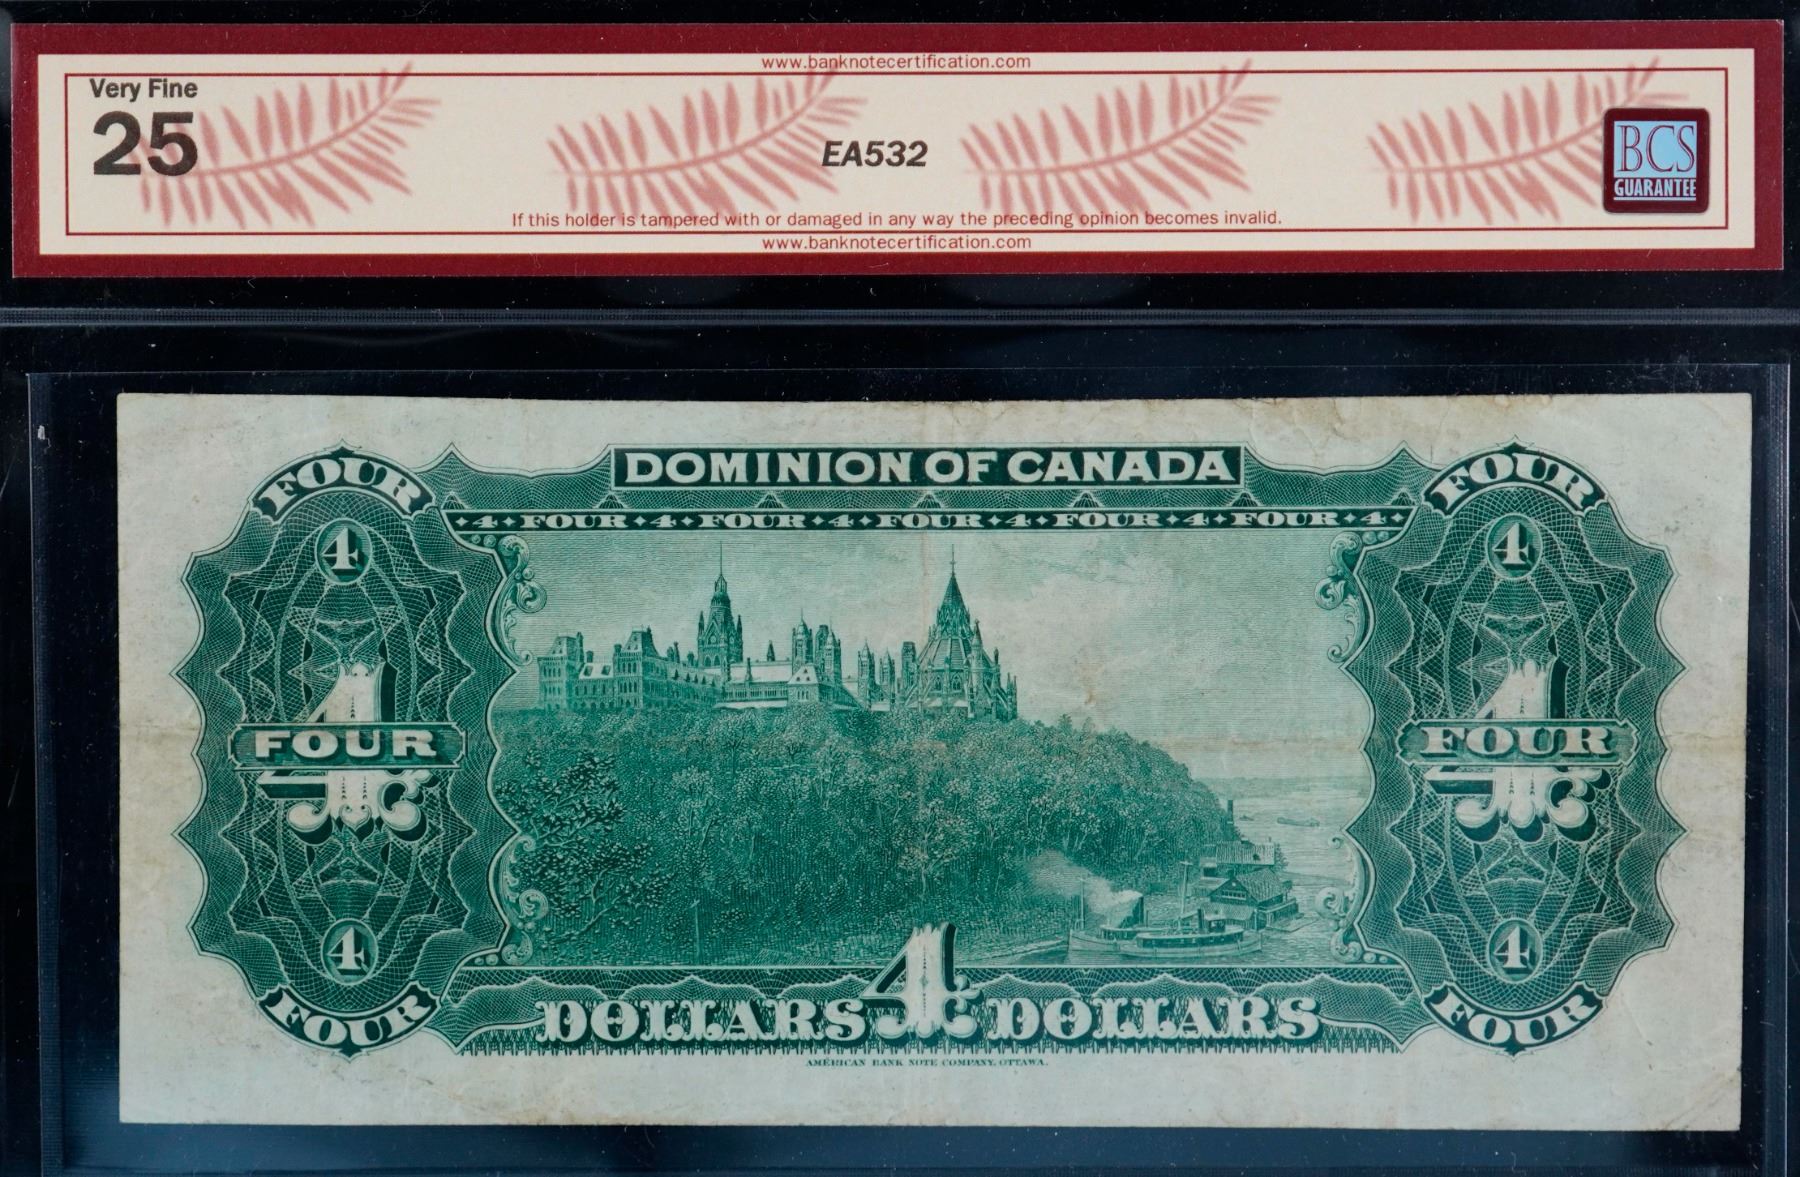 www.banknotecertification.com
Very Fine
25
EA532
BCS
GUARANTEE
If this holder is tampered with or damaged in any way the preceding opinion becomes invalid.
www.banknotecertification.com
DOMINION OF CANADA
FOUR FOUR
4 FOUR 4 FOUR 4 FOUR 4 FOUR 4 FOUR 4
4 4
4 4
FOUR FOUR
4 4
FOUR FOUR
DOLLARS 4 DOLLARS
AMERICAN BANK NOTE COMPANY, OTTAWA.